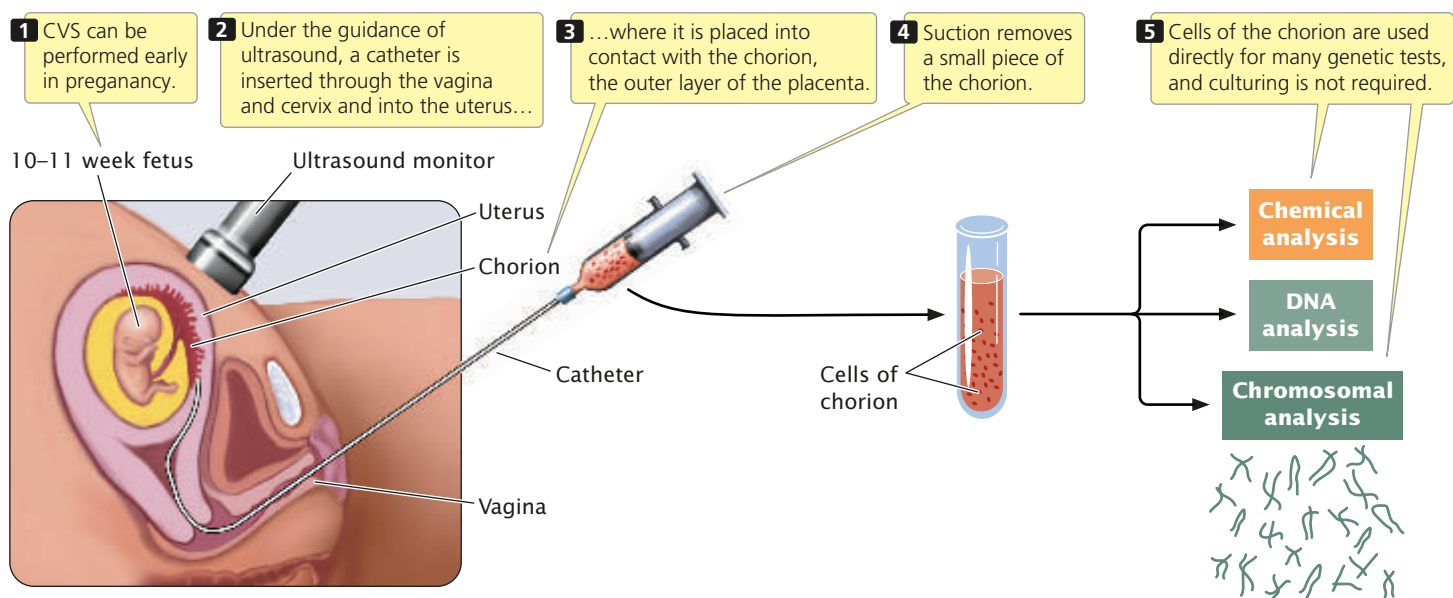 1 CVS can be
performed early
in preganancy.
2 Under the guidance of
ultrasound, a catheter is
inserted through the vagina
and cervix and into the uterus…
3 …where it is placed into
contact with the chorion,
the outer layer of the placenta.
4 Suction removes
a small piece of
the chorion.
5 Cells of the chorion are used
directly for many genetic tests,
and culturing is not required.
10–11 week fetus
Ultrasound monitor
Uterus
Chorion
Catheter
Vagina
Cells of
chorion
Chemical
analysis
DNA
analysis
Chromosomal
analysis